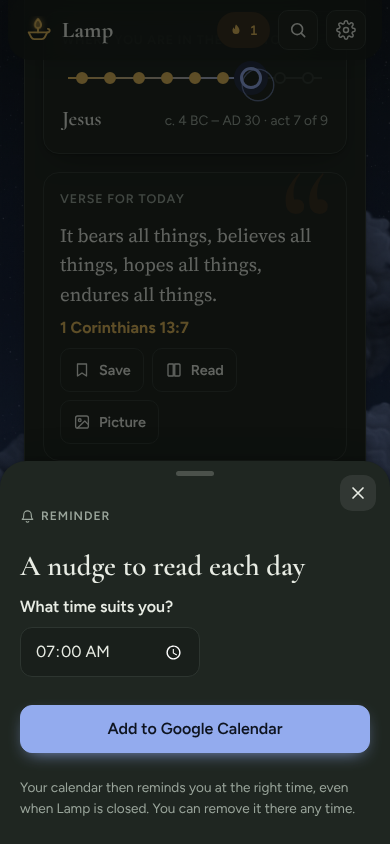 Lamp
1
Jesus
c. 4 BC – AD 30 · act 7 of 9
VERSE FOR TODAY
It bears all things, believes all
things, hopes all things,
endures all things.
1 Corinthians 13:7
Save
Read
Picture
REMINDER
A nudge to read each day
What time suits you?
07:00 AM
Add to Google Calendar
Your calendar then reminds you at the right time, even
when Lamp is closed. You can remove it there any time.